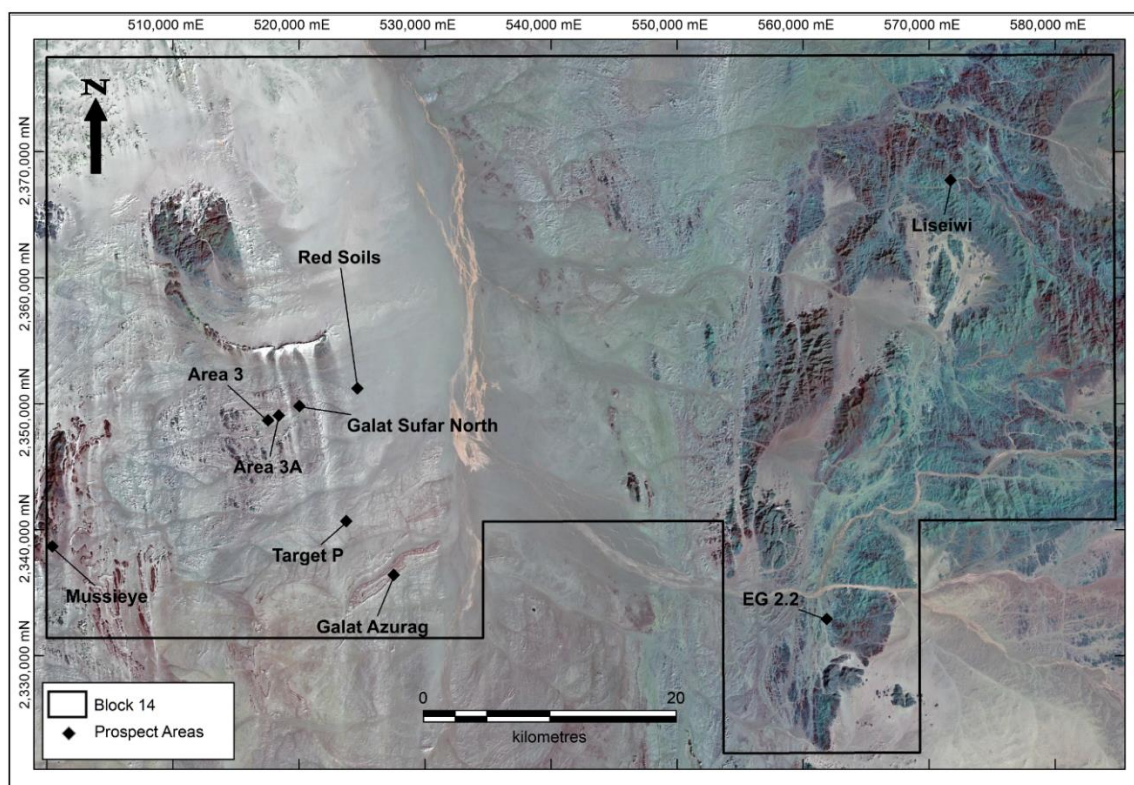 510,000 mE
520,000 mE
530,000 mE
540,000 mE
550,000 mE
560,000 mE
570,000 mE
580,000 mE
2,370,000 mN
2,360,000 mN
2,350,000 mN
2,340,000 mN
2,330,000 mN
N
Liseiwi
Red Soils
Area 3
Galat Sufar North
Area 3A
Target P
Mussieye
EG 2.2
Galat Azurag
Block 14
Prospect Areas
0
20
kilometres